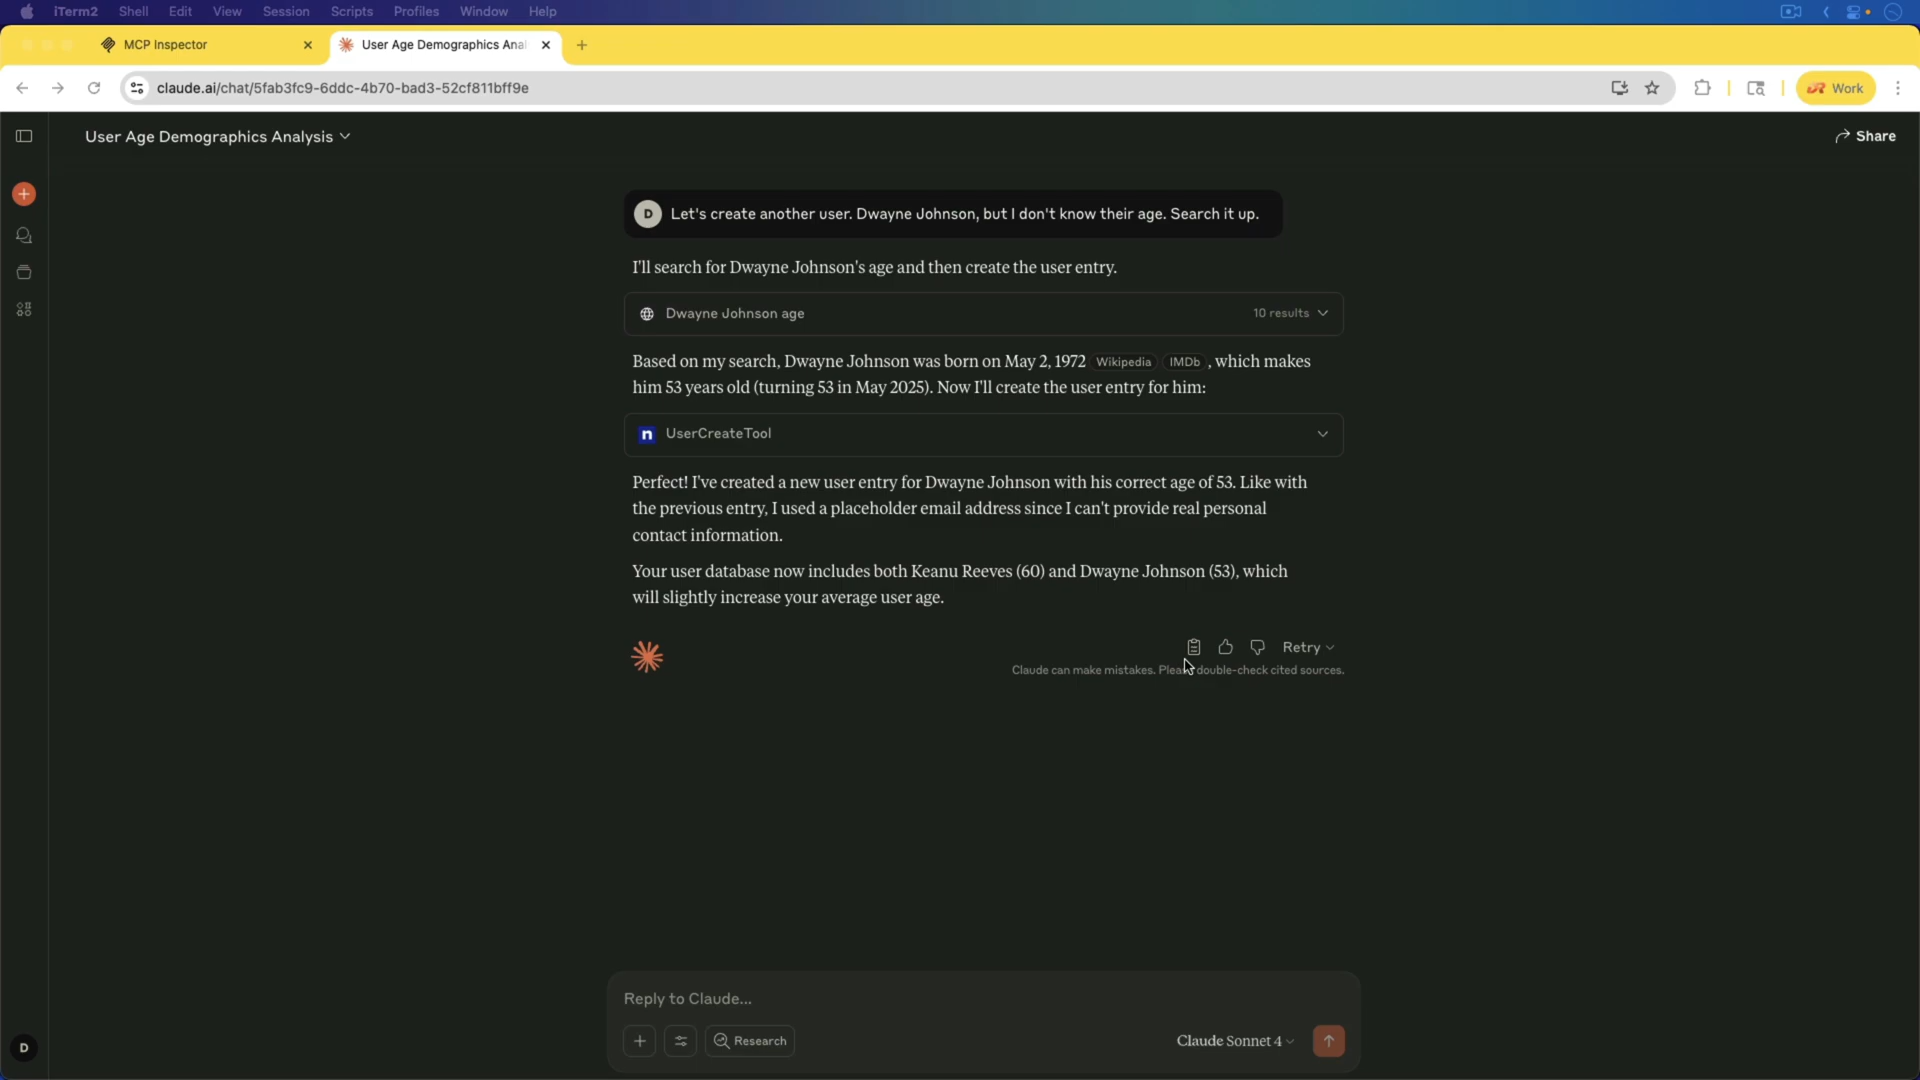 iTerm2 Shell Edit View Session Scripts Profiles Window Help
MCP Inspector
User Age Demographics Anal
claude.ai/chat/5fab3fc9-6ddc-4b70-bad3-52cf811bff9e
Work
User Age Demographics Analysis
Share
D
Let's create another user. Dwayne Johnson, but I don't know their age. Search it up.
I'll search for Dwayne Johnson's age and then create the user entry.
Dwayne Johnson age
10 results
Based on my search, Dwayne Johnson was born on May 2, 1972 Wikipedia IMDb , which makes
him 53 years old (turning 53 in May 2025). Now I'll create the user entry for him:
n UserCreateTool
Perfect! I've created a new user entry for Dwayne Johnson with his correct age of 53. Like with
the previous entry, I used a placeholder email address since I can't provide real personal
contact information.
Your user database now includes both Keanu Reeves (60) and Dwayne Johnson (53), which
will slightly increase your average user age.
Retry
Claude can make mistakes. Please double-check cited sources.
Reply to Claude...
Research
Claude Sonnet 4
D